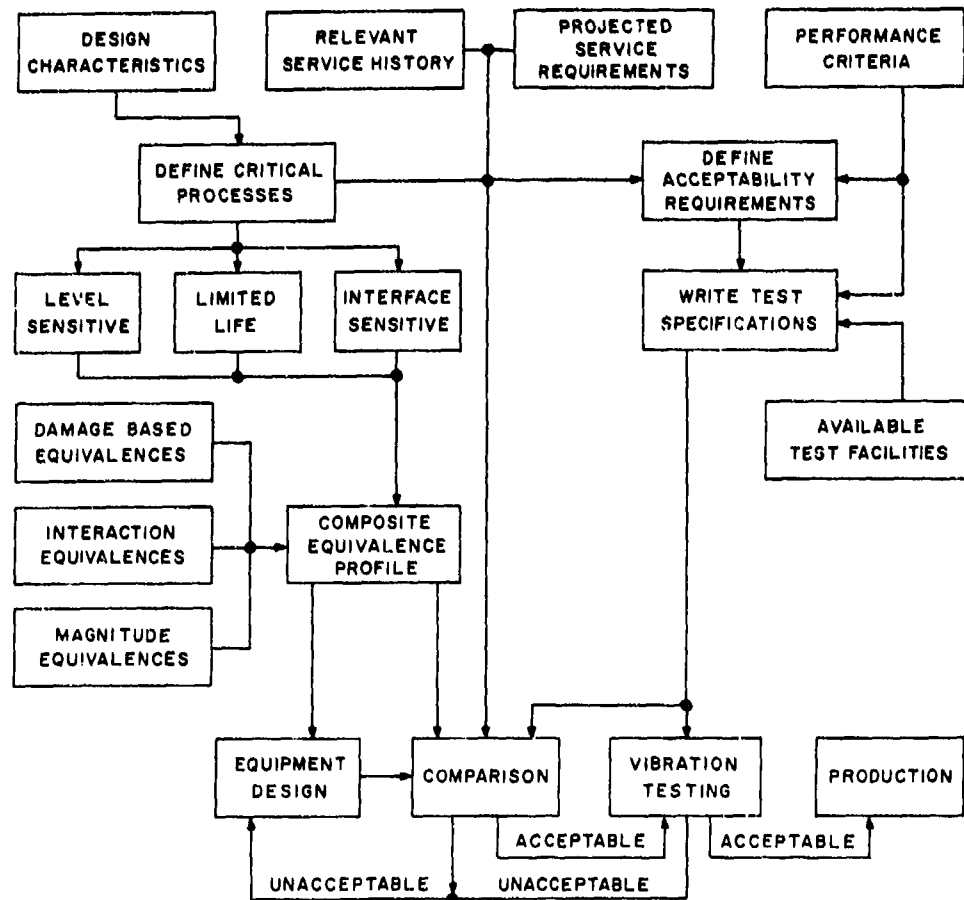 DESIGN
CHARACTERISTICS
RELEVANT
SERVICE HISTORY
PROJECTED
SERVICE
REQUIREMENTS
PERFORMANCE
CRITERIA
DEFINE CRITICAL
PROCESSES
DEFINE
ACCEPTABILITY
REQUIREMENTS
LEVEL
SENSITIVE
LIMITED
LIFE
INTERFACE
SENSITIVE
WRITE TEST
SPECIFICATIONS
DAMAGE BASED
EQUIVALENCES
AVAILABLE
TEST FACILITIES
INTERACTION
EQUIVALENCES
COMPOSITE
EQUIVALENCE
PROFILE
MAGNITUDE
EQUIVALENCES
EQUIPMENT
DESIGN
COMPARISON
VIBRATION
TESTING
PRODUCTION
ACCEPTABLE
ACCEPTABLE
UNACCEPTABLE
UNACCEPTABLE